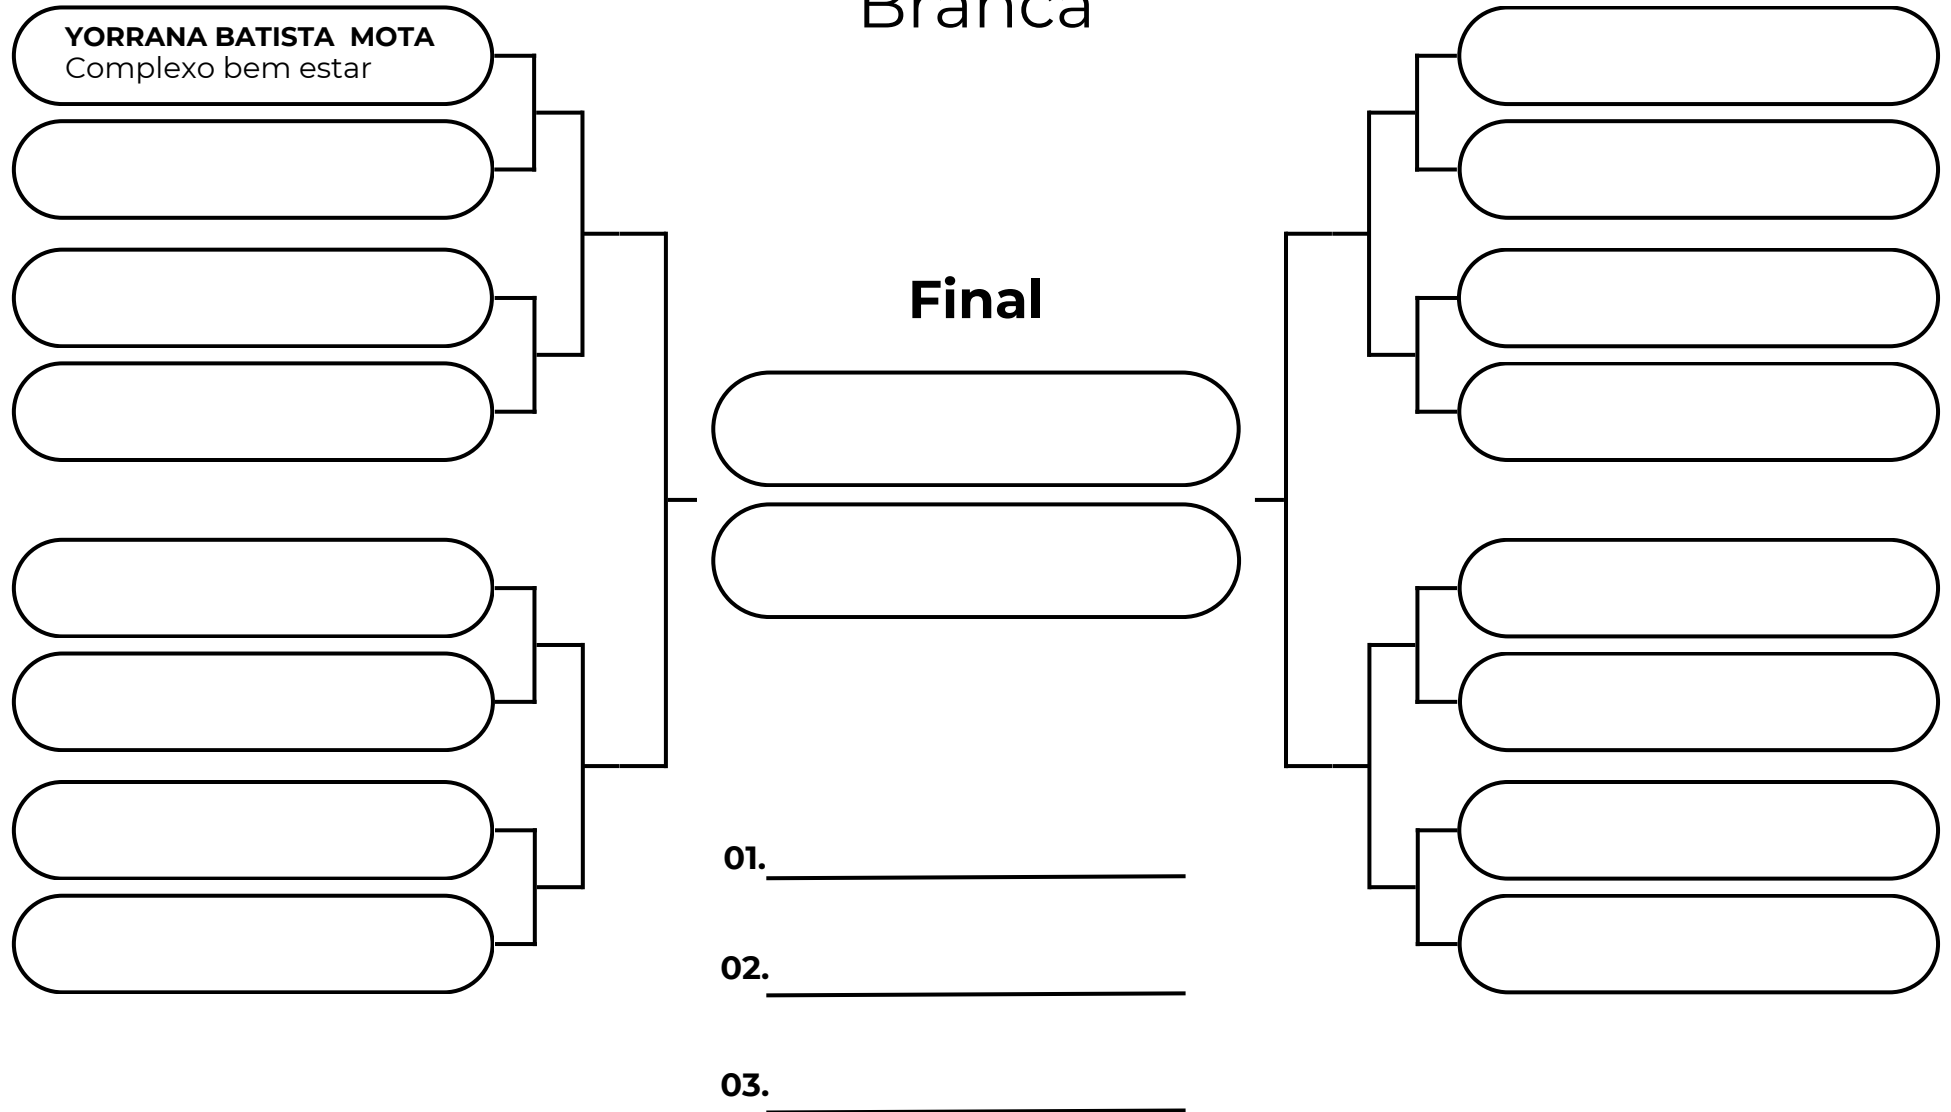 Branca
YORRANA BATISTA  MOTA
Complexo bem estar
Final
01.
02.
03.